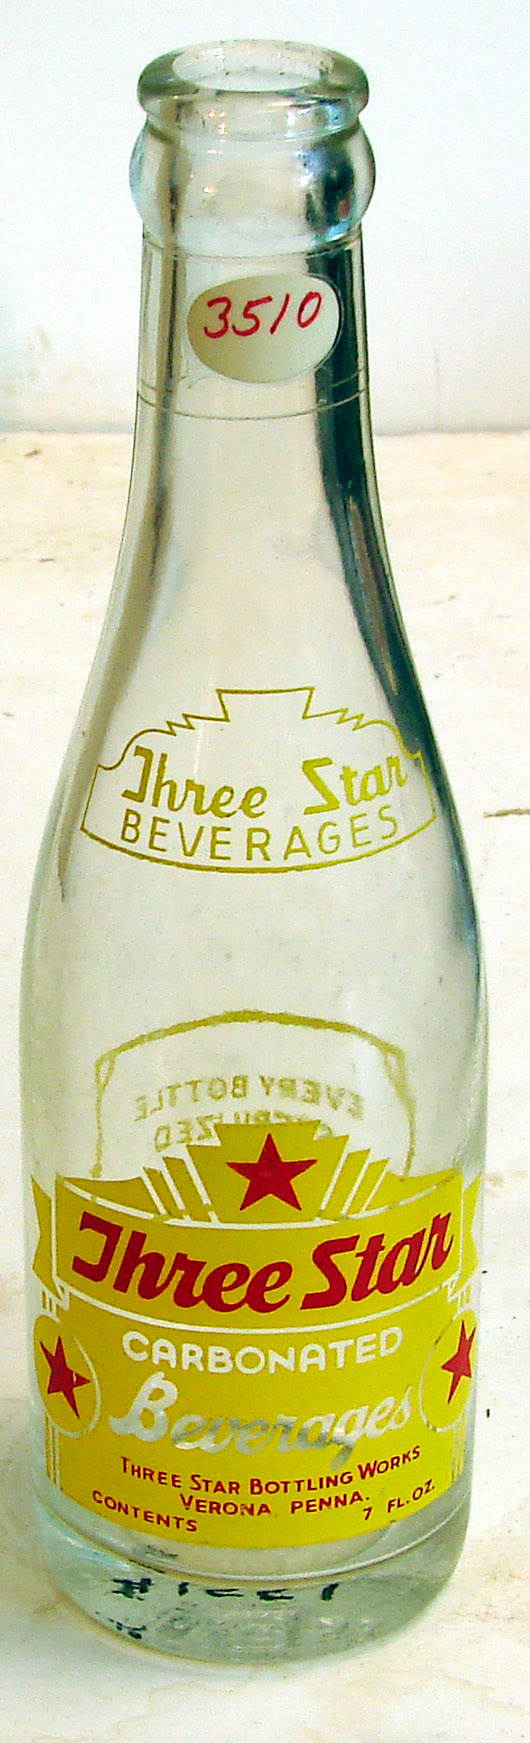 3510
Three Star
BEVERAGES
EVERY BOTTLE
Three Star
CARBONATED
Beverages
THREE STAR BOTTLING WORKS
VERONA PENNA.
CONTENTS 7 FL. OZ.